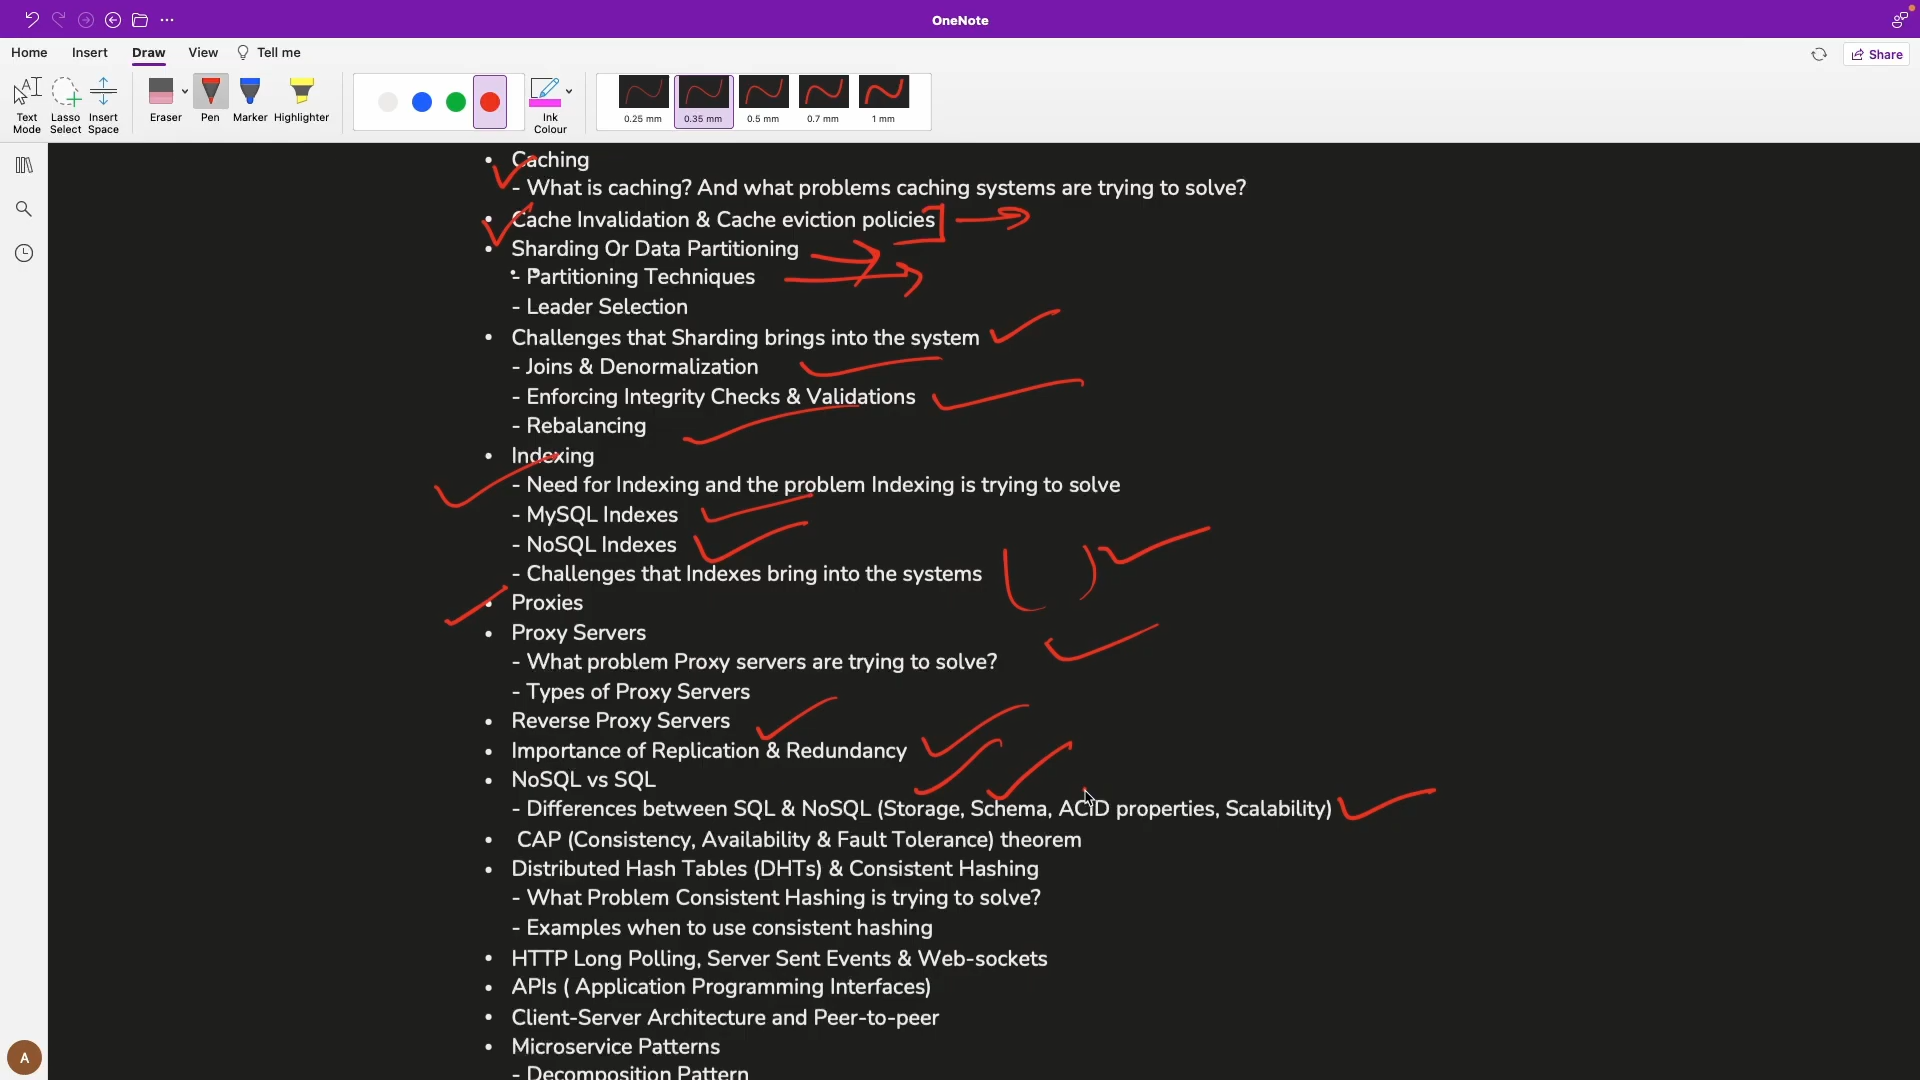 OneNote
Home Insert Draw View Tell me
Share
Text Mode
Lasso Select
Insert Space
Eraser
Pen
Marker
Highlighter
Ink Colour
0.25 mm
0.35 mm
0.5 mm
0.7 mm
1 mm
• Caching
- What is caching? And what problems caching systems are trying to solve?
• Cache Invalidation & Cache eviction policies
• Sharding Or Data Partitioning
- Partitioning Techniques
- Leader Selection
• Challenges that Sharding brings into the system
- Joins & Denormalization
- Enforcing Integrity Checks & Validations
- Rebalancing
• Indexing
- Need for Indexing and the problem Indexing is trying to solve
- MySQL Indexes
- NoSQL Indexes
- Challenges that Indexes bring into the systems
• Proxies
• Proxy Servers
- What problem Proxy servers are trying to solve?
- Types of Proxy Servers
• Reverse Proxy Servers
• Importance of Replication & Redundancy
• NoSQL vs SQL
- Differences between SQL & NoSQL (Storage, Schema, ACID properties, Scalability)
• CAP (Consistency, Availability & Fault Tolerance) theorem
• Distributed Hash Tables (DHTs) & Consistent Hashing
- What Problem Consistent Hashing is trying to solve?
- Examples when to use consistent hashing
• HTTP Long Polling, Server Sent Events & Web-sockets
• APIs ( Application Programming Interfaces)
• Client-Server Architecture and Peer-to-peer
• Microservice Patterns
- Decomposition Pattern
A